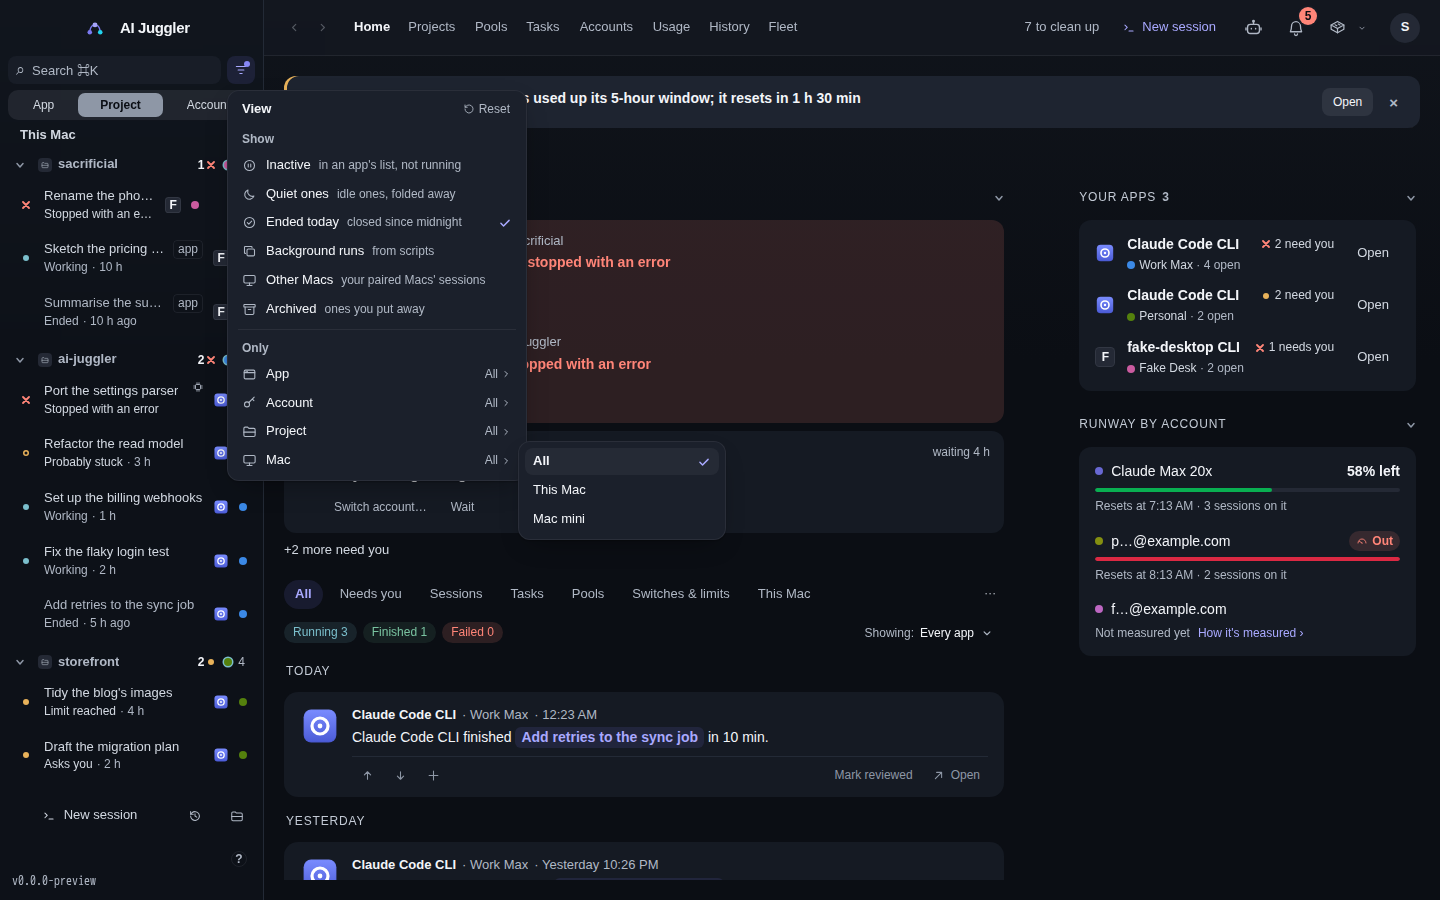 AI Juggler
Home Projects Pools Tasks Accounts Usage History Fleet
7 to clean up New session 5 S
Search ⌘K
App Project Accoun
This Mac
sacrificial 1
Rename the pho… F
Stopped with an e…
Sketch the pricing … app F
Working · 10 h
Summarise the su… app F
Ended · 10 h ago
ai-juggler 2
Port the settings parser
Stopped with an error
Refactor the read model
Probably stuck · 3 h
Set up the billing webhooks
Working · 1 h
Fix the flaky login test
Working · 2 h
Add retries to the sync job
Ended · 5 h ago
storefront 2 4
Tidy the blog's images
Limit reached · 4 h
Draft the migration plan
Asks you · 2 h
New session
?
v0.0.0-preview
used up its 5-hour window; it resets in 1 h 30 min
Open ×
View Reset
Show
Inactive in an app's list, not running
Quiet ones idle ones, folded away
Ended today closed since midnight
Background runs from scripts
Other Macs your paired Macs' sessions
Archived ones you put away
Only
App All
Account All
Project All
Mac All
All
This Mac
Mac mini
stopped with an error
with an error
waiting 4 h
Switch account… Wait
+2 more need you
All Needs you Sessions Tasks Pools Switches & limits This Mac ···
Running 3 Finished 1 Failed 0
Showing: Every app
TODAY
Claude Code CLI · Work Max · 12:23 AM
Claude Code CLI finished Add retries to the sync job in 10 min.
Mark reviewed Open
YESTERDAY
Claude Code CLI · Work Max · Yesterday 10:26 PM
YOUR APPS 3
Claude Code CLI 2 need you
Work Max · 4 open
Open
Claude Code CLI 2 need you
Personal · 2 open
Open
F fake-desktop CLI 1 needs you
Fake Desk · 2 open
Open
RUNWAY BY ACCOUNT
Claude Max 20x 58% left
Resets at 7:13 AM · 3 sessions on it
p…@example.com Out
Resets at 8:13 AM · 2 sessions on it
f…@example.com
Not measured yet How it's measured ›